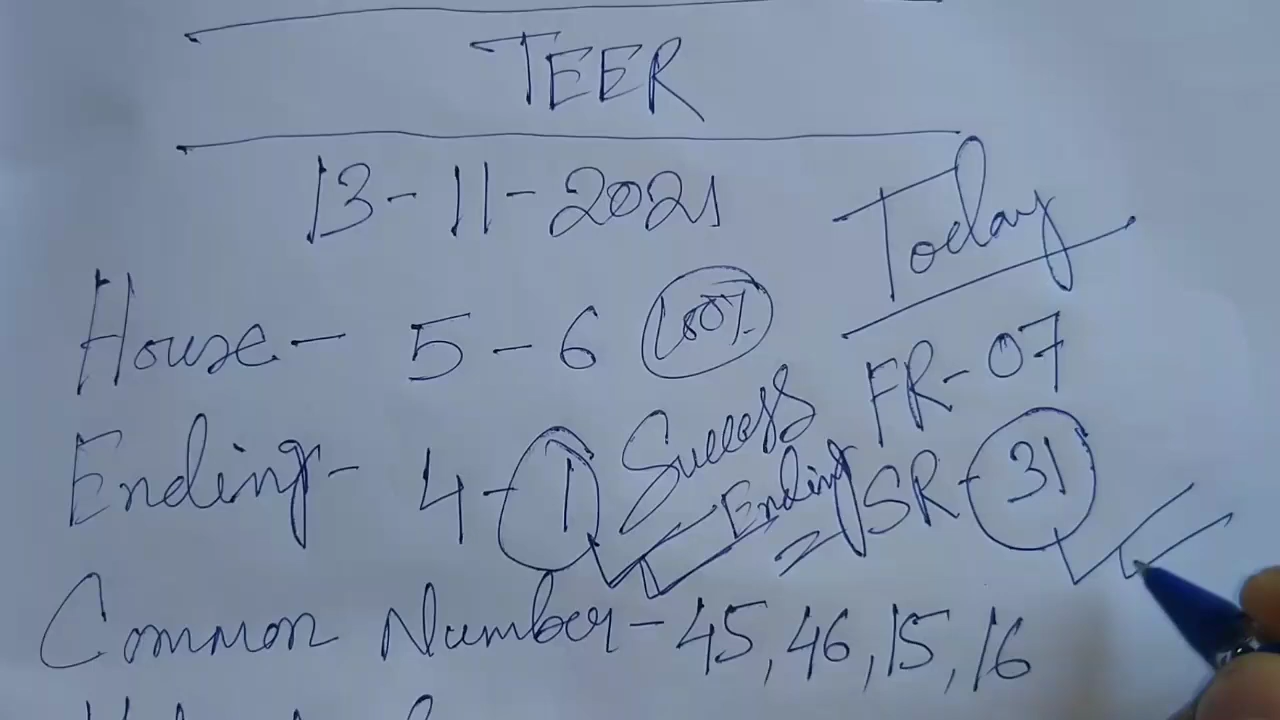 TEER
13-11-2021
Today
House - 5 - 6 100%
FR - 07
Ending - 4 - 1 Success
Ending SR - 31
Common Number - 45, 46, 15, 16